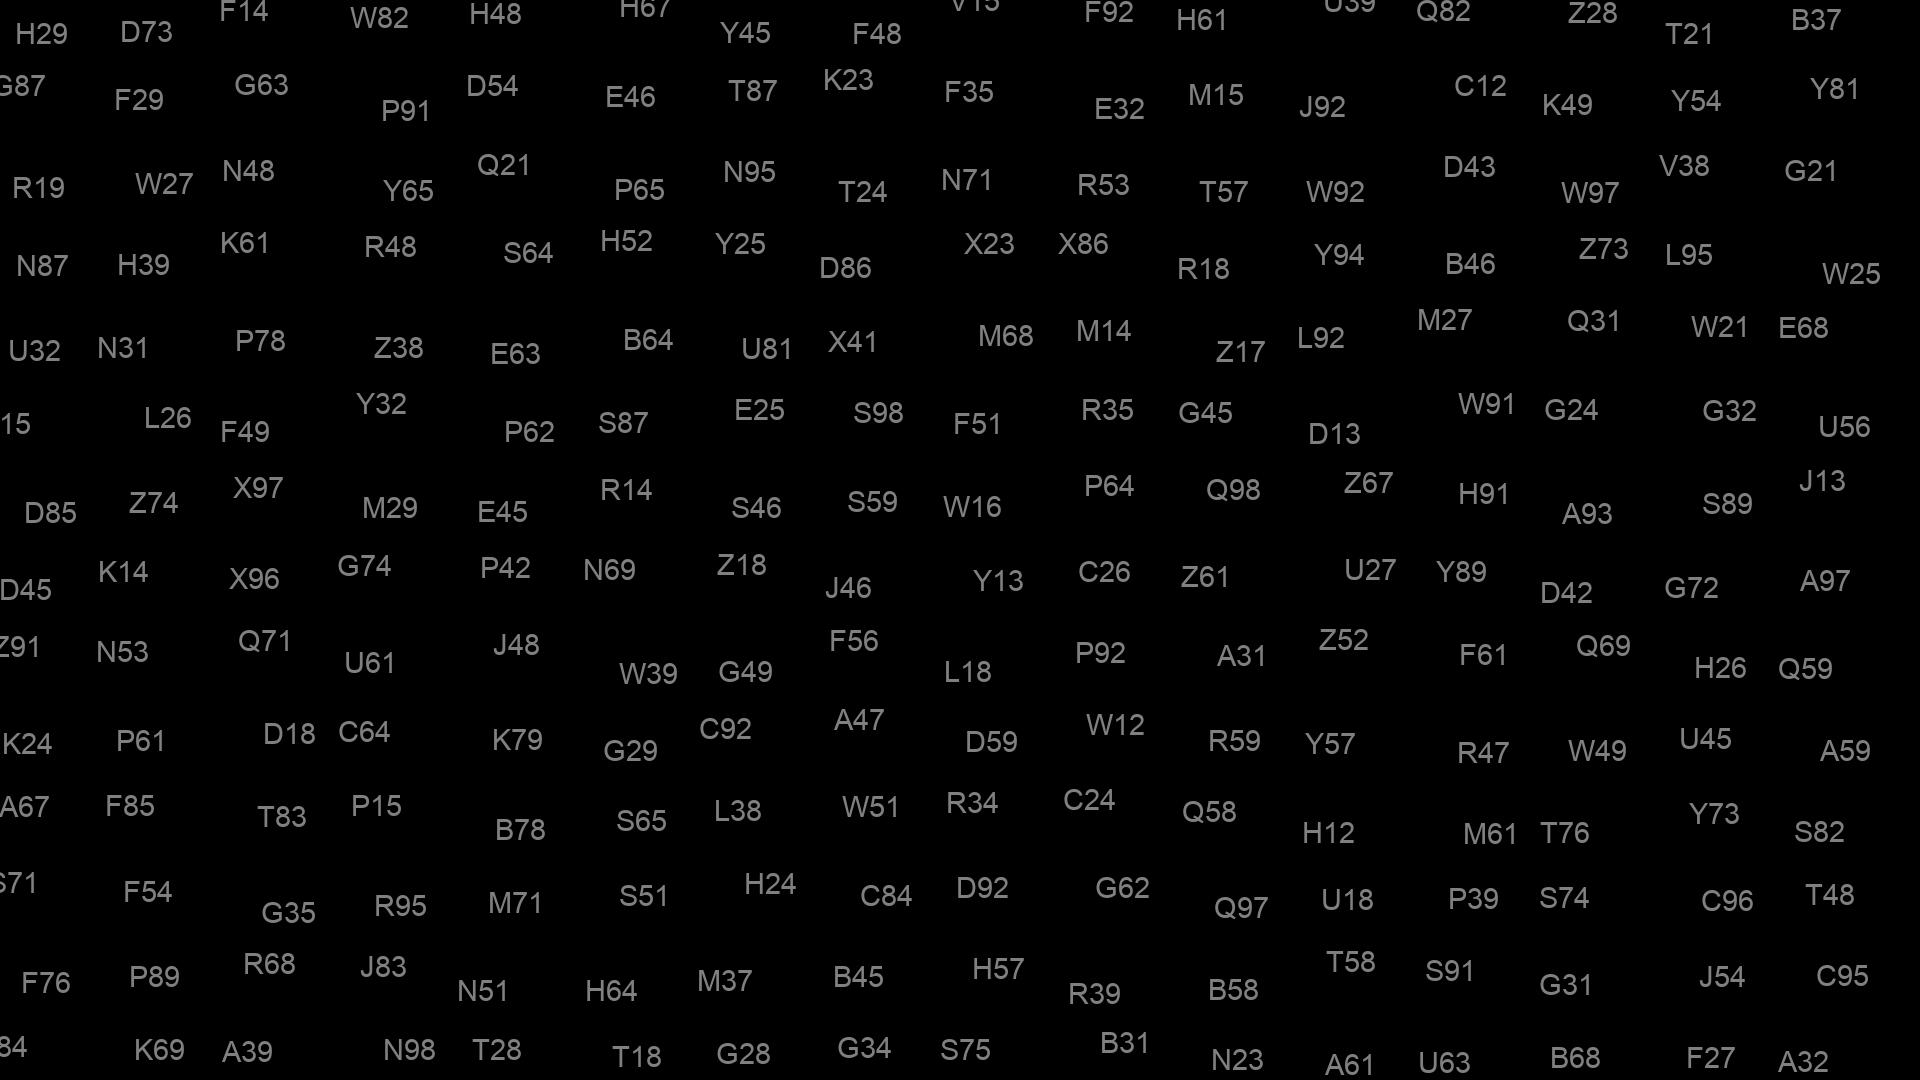 H29 D73 F14 W82 H48 H67 Y45 F48 V15 F92 H61 U39 Q82 Z28 T21 B37
G87 F29 G63 P91 D54 E46 T87 K23 F35 E32 M15 J92 C12 K49 Y54 Y81
R19 W27 N48 Y65 Q21 P65 N95 T24 N71 R53 T57 W92 D43 W97 V38 G21
N87 H39 K61 R48 S64 H52 Y25 D86 X23 X86 R18 Y94 B46 Z73 L95 W25
U32 N31 P78 Z38 E63 B64 U81 X41 M68 M14 Z17 L92 M27 Q31 W21 E68
15 L26 F49 Y32 P62 S87 E25 S98 F51 R35 G45 D13 W91 G24 G32 U56
D85 Z74 X97 M29 E45 R14 S46 S59 W16 P64 Q98 Z67 H91 A93 S89 J13
D45 K14 X96 G74 P42 N69 Z18 J46 Y13 C26 Z61 U27 Y89 D42 G72 A97
Z91 N53 Q71 U61 J48 W39 G49 F56 L18 P92 A31 Z52 F61 Q69 H26 Q59
K24 P61 D18 C64 K79 G29 C92 A47 D59 W12 R59 Y57 R47 W49 U45 A59
A67 F85 T83 P15 B78 S65 L38 W51 R34 C24 Q58 H12 M61 T76 Y73 S82
S71 F54 G35 R95 M71 S51 H24 C84 D92 G62 Q97 U18 P39 S74 C96 T48
F76 P89 R68 J83 N51 H64 M37 B45 H57 R39 B58 T58 S91 G31 J54 C95
84 K69 A39 N98 T28 T18 G28 G34 S75 B31 N23 A61 U63 B68 F27 A32